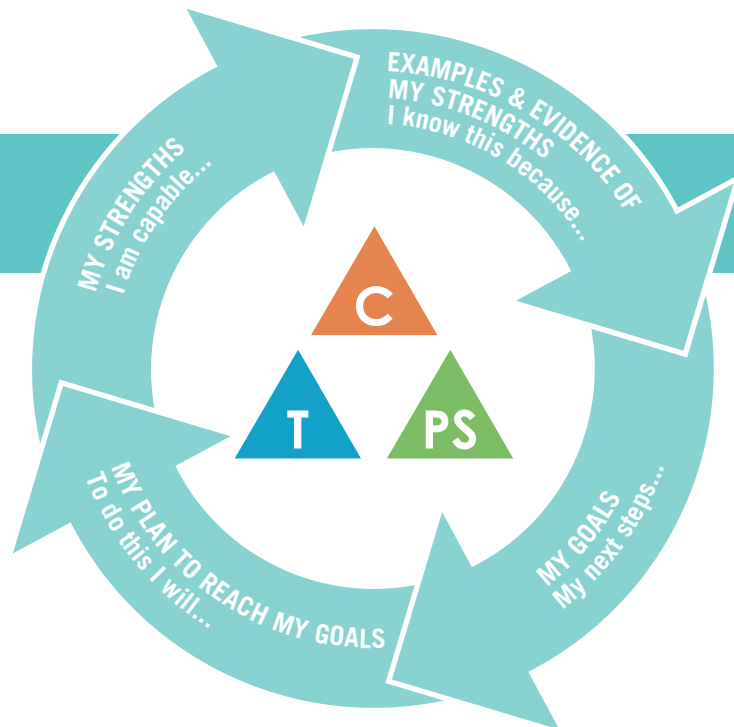 MY STRENGTHS
I am capable...
EXAMPLES & EVIDENCE OF
MY STRENGTHS
I know this because...
MY GOALS
My next steps...
MY PLAN TO REACH MY GOALS
To do this I will...
C
T
PS